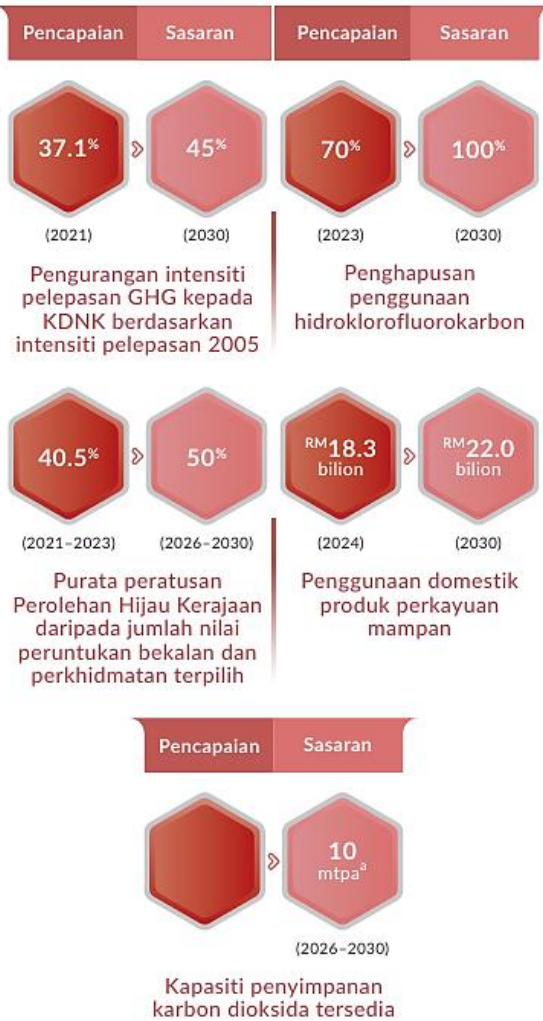 Pencapaian Sasaran Pencapaian Sasaran
37.1% 45%
(2021) (2030)
Pengurangan intensiti
pelepasan GHG kepada
KDNK berdasarkan
intensiti pelepasan 2005
70% 100%
(2023) (2030)
Penghapusan
penggunaan
hidroklorofluorokarbon
40.5% 50%
(2021–2023) (2026–2030)
Purata peratusan
Perolehan Hijau Kerajaan
daripada jumlah nilai
peruntukan bekalan dan
perkhidmatan terpilih
RM18.3 RM22.0
bilion bilion
(2024) (2030)
Penggunaan domestik
produk perkayuan
mampan
Pencapaian Sasaran
10
mtpaᵃ
(2026–2030)
Kapasiti penyimpanan
karbon dioksida tersedia